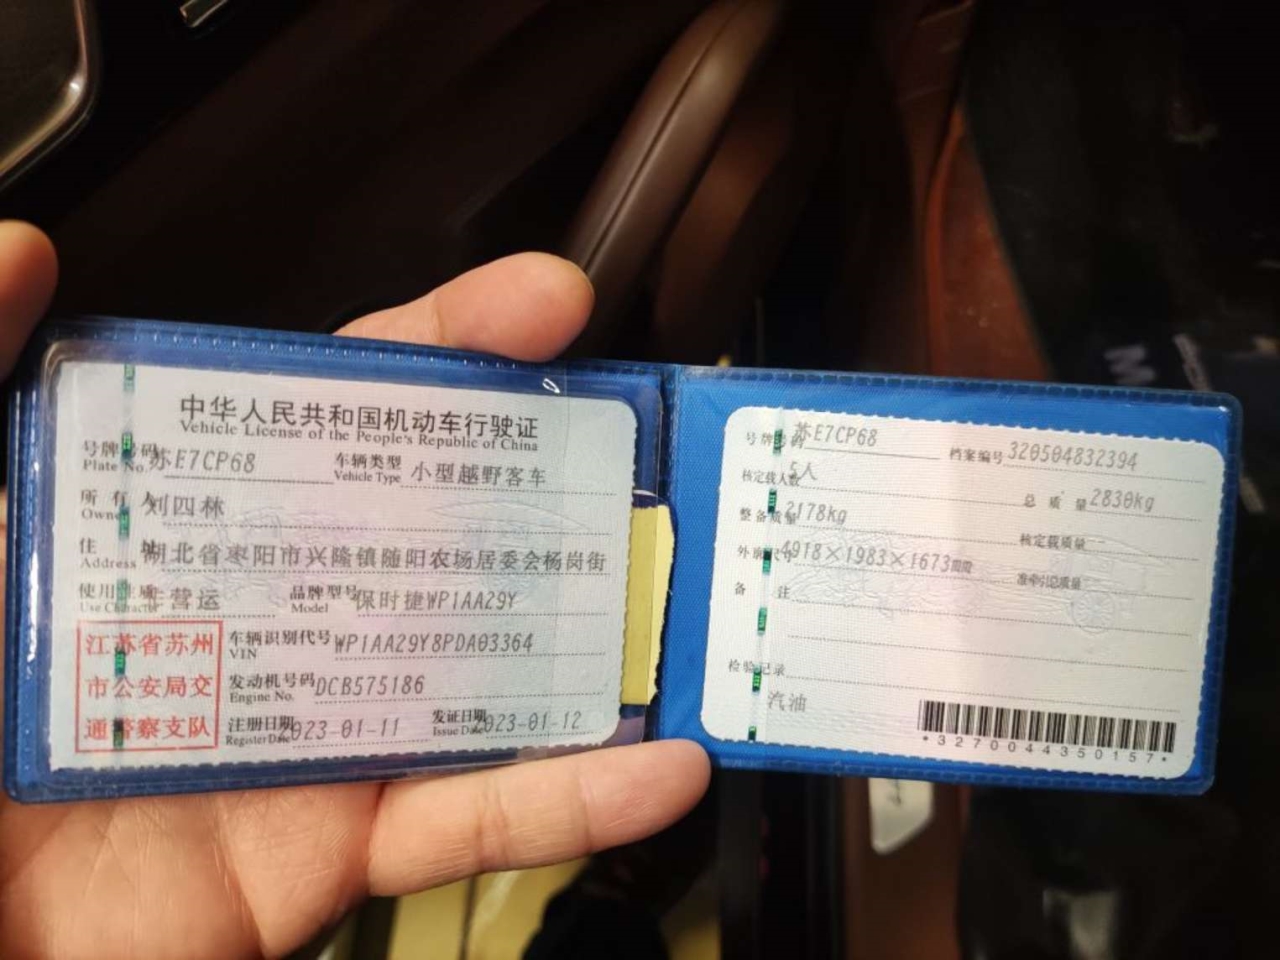 中华人民共和国机动车行驶证
Vehicle License of the People's Republic of China
号牌号码 苏E7CP68 车辆类型 小型越野客车
Plate No. Vehicle Type
所有人 刘四林
Owner
住址 湖北省枣阳市兴隆镇随阳农场居委会杨岗街
Address
使用性质 非营运 品牌型号 保时捷WP1AA29Y
Use Character Model
江苏省苏州
市公安局交
通警察支队
车辆识别代号 WP1AA29Y8PDA03364
VIN
发动机号码 DCB575186
Engine No.
注册日期 2023-01-11 发证日期 2023-01-12
Register Date Issue Date
号牌号码 苏E7CP68 档案编号 320504832394
核定载人数 5人 总质量 2830kg
整备质量 2178kg 核定载质量
外廓尺寸 4918×1983×1673mm 准牵引总质量
备注
检验记录
汽油
*3270044350157*